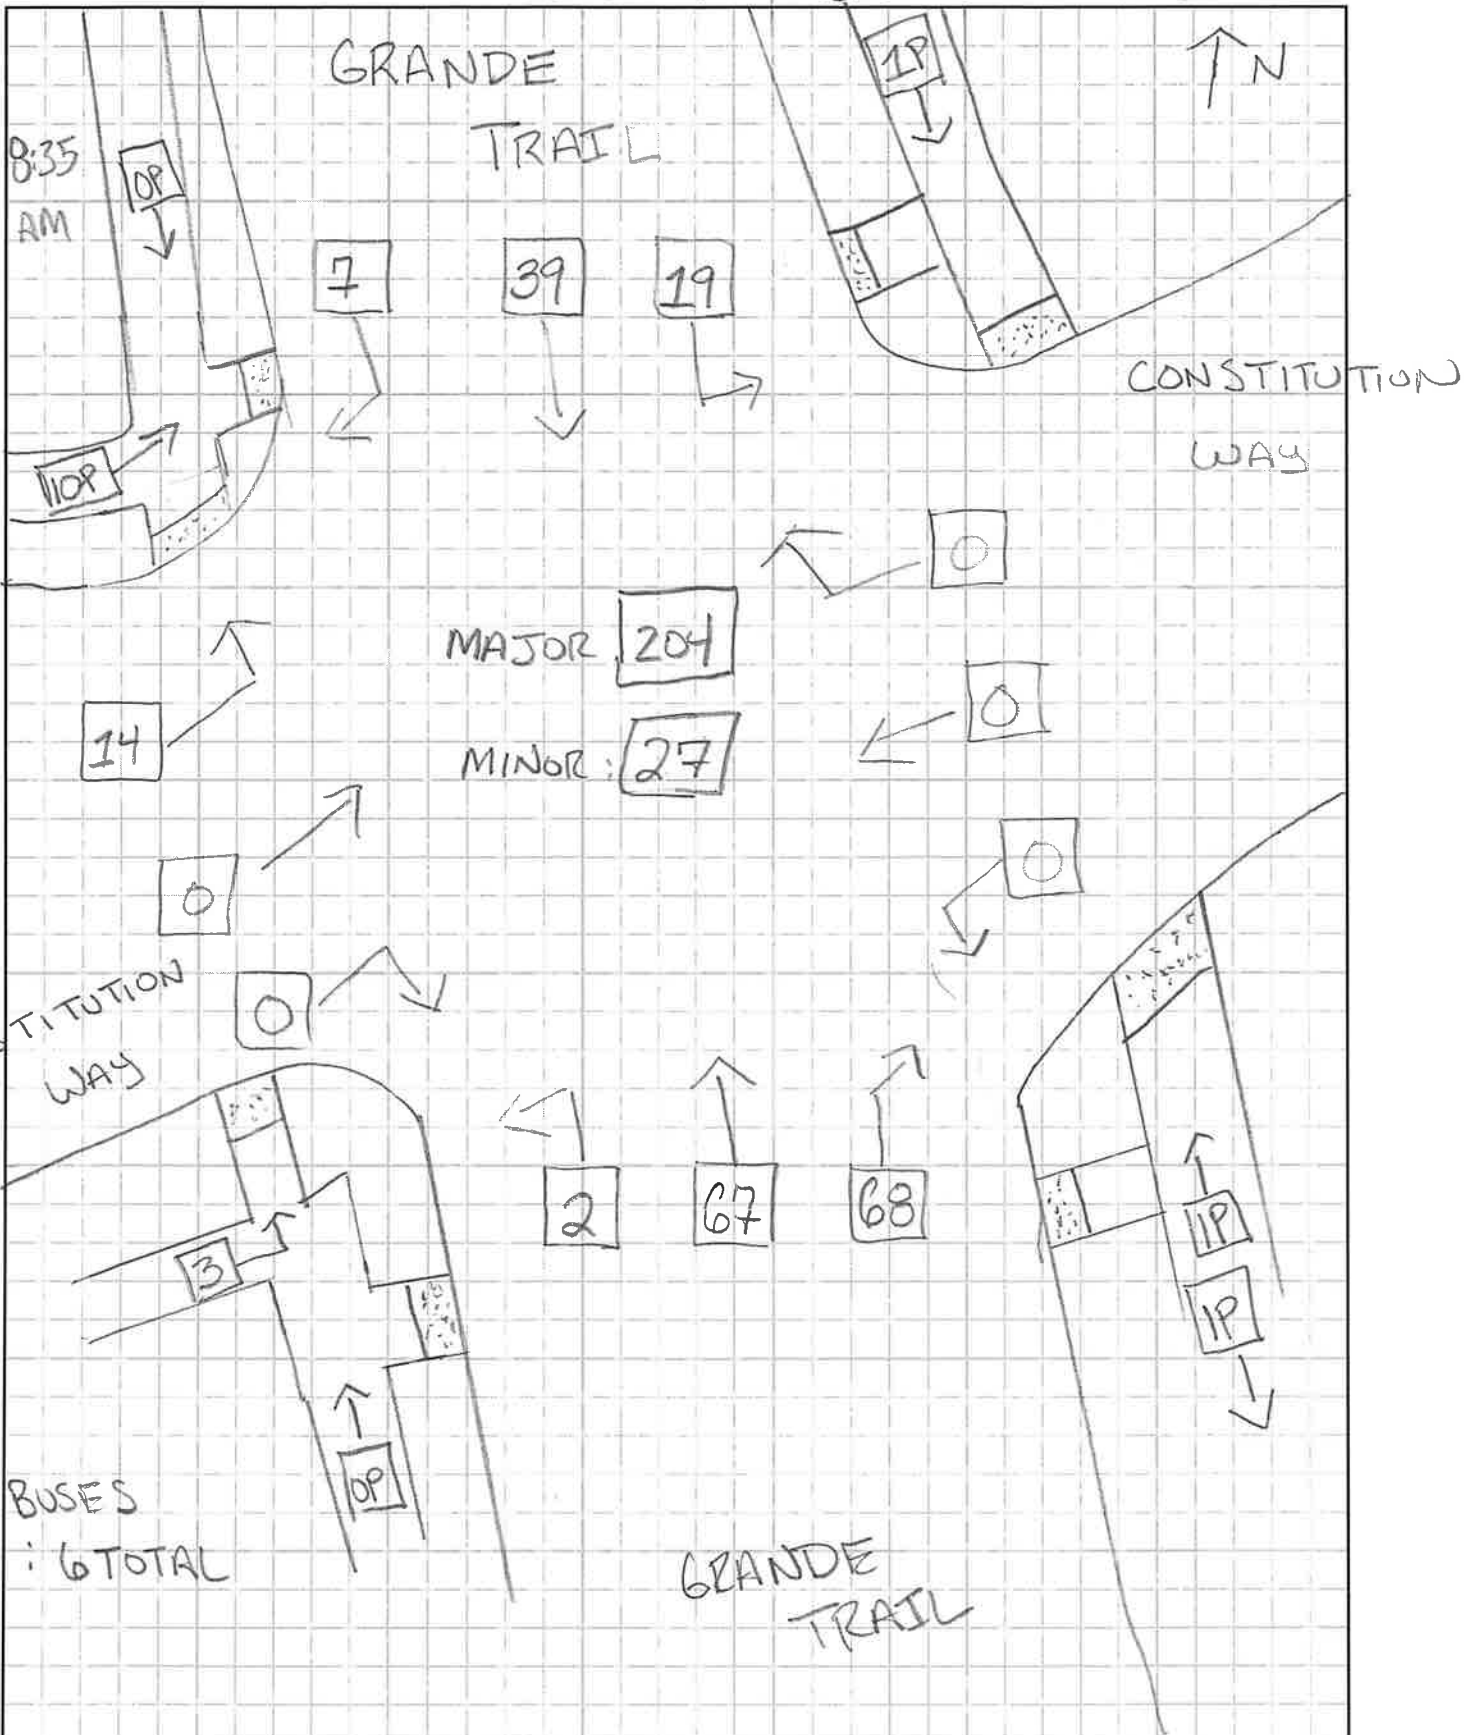 GRANDE
TRAIL
1P
↑ N
8:35
AM
0P
7
39
19
CONSTITUTION
WAY
10P
0
MAJOR 204
0
14
MINOR: 27
0
0
TITUTION
WAY
0
2
67
68
1P
3
1P
0P
BUSES
: 6 TOTAL
GRANDE
TRAIL